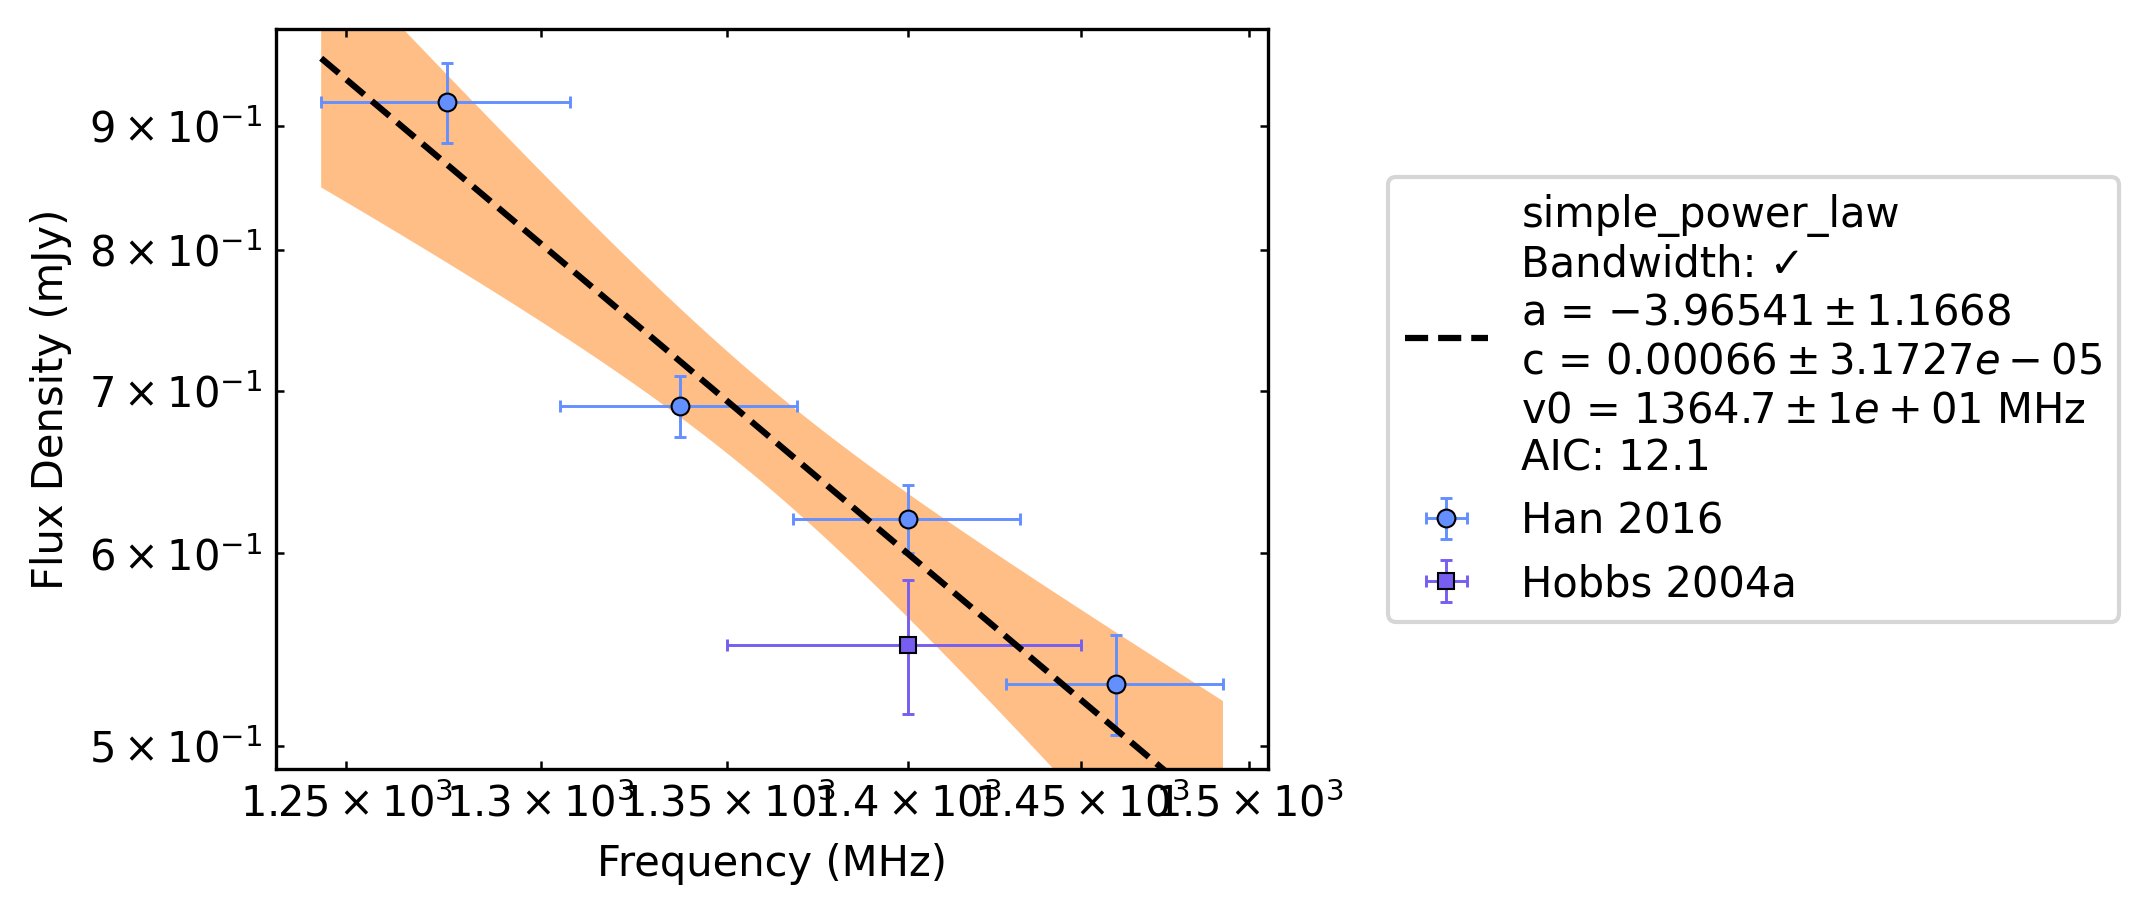 Flux Density (mJy)
9 × 10⁻¹
8 × 10⁻¹
7 × 10⁻¹
6 × 10⁻¹
5 × 10⁻¹
1.25 × 10³ 1.3 × 10³ 1.35 × 10³ 1.4 × 10³ 1.45 × 10³ 1.5 × 10³
Frequency (MHz)
simple_power_law
Bandwidth: ✓
a = −3.96541 ± 1.1668
c = 0.00066 ± 3.1727e − 05
v0 = 1364.7 ± 1e + 01 MHz
AIC: 12.1
Han 2016
Hobbs 2004a